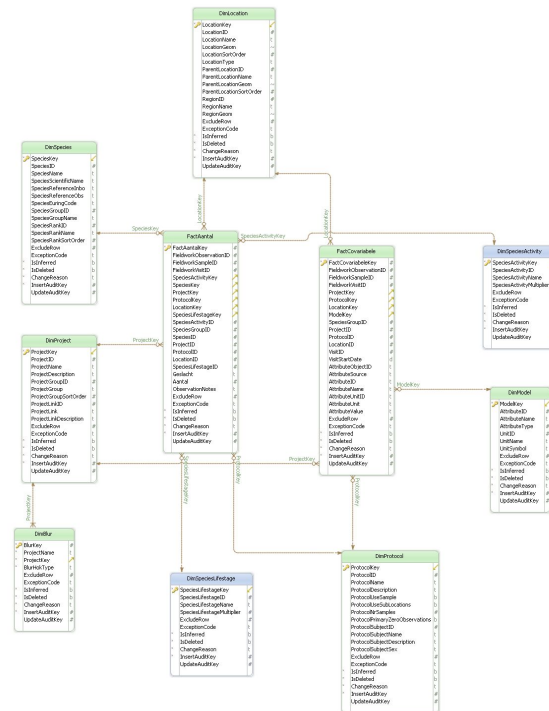 DimLocation
LocationKey
LocationID
LocationName
LocationGeom
LocationSortOrder
LocationType
ParentLocationID
ParentLocationName
ParentLocationGeom
ParentLocationSortOrder
RegionID
RegionName
RegionGeom
ExcludeRow
ExceptionCode
IsInferred
IsDeleted
ChangeReason
InsertAuditKey
UpdateAuditKey
DimSpecies
SpeciesKey
SpeciesID
SpeciesName
SpeciesScientificName
SpeciesReferenceInbo
SpeciesReferenceObs
SpeciesEuringCode
SpeciesGroupID
SpeciesGroupName
SpeciesRankID
SpeciesRankName
SpeciesRankSortOrder
ExcludeRow
ExceptionCode
IsInferred
IsDeleted
ChangeReason
InsertAuditKey
UpdateAuditKey
SpeciesKey
LocationKey
SpeciesActivityKey
LocationKey
FactAantal
FactAantalKey
FieldworkObservationID
FieldworkSampleID
FieldworkVisitID
SpeciesActivityKey
SpeciesKey
ProjectKey
ProtocolKey
LocationKey
SpeciesLifestageKey
SpeciesActivityID
SpeciesGroupID
SpeciesID
ProjectID
ProtocolID
LocationID
SpeciesLifestageID
Geslacht
Aantal
ObservationNotes
ExcludeRow
ExceptionCode
IsInferred
IsDeleted
ChangeReason
InsertAuditKey
UpdateAuditKey
FactCovariabele
FactCovariabeleKey
FieldworkObservationID
FieldworkSampleID
FieldworkVisitID
ProjectKey
ProtocolKey
LocationKey
ModelKey
SpeciesGroupID
ProjectID
ProtocolID
LocationID
VisitID
VisitStartDate
AttributeObjectID
AttributeSource
AttributeID
AttributeName
AttributeUnitID
AttributeUnit
AttributeValue
ExcludeRow
ExceptionCode
IsInferred
IsDeleted
ChangeReason
InsertAuditKey
UpdateAuditKey
DimSpeciesActivity
SpeciesActivityKey
SpeciesActivityID
SpeciesActivityName
SpeciesActivityMultiplier
ExcludeRow
ExceptionCode
IsInferred
IsDeleted
ChangeReason
InsertAuditKey
UpdateAuditKey
DimProject
ProjectKey
ProjectID
ProjectName
ProjectDescription
ProjectGroupID
ProjectGroup
ProjectGroupSortOrder
ProjectLinkID
ProjectLink
ProjectLinkDescription
ExcludeRow
ExceptionCode
IsInferred
IsDeleted
ChangeReason
InsertAuditKey
UpdateAuditKey
ProjectKey
ModelKey
DimModel
ModelKey
AttributeID
AttributeName
AttributeType
UnitID
UnitName
UnitSymbol
ExcludeRow
ExceptionCode
IsInferred
IsDeleted
ChangeReason
InsertAuditKey
UpdateAuditKey
ProjectKey
SpeciesLifestageKey
ProtocolKey
ProtocolKey
ProjectKey
DimBlur
BlurKey
ProjectName
ProjectKey
BlurHokType
ExcludeRow
ExceptionCode
IsInferred
IsDeleted
ChangeReason
InsertAuditKey
UpdateAuditKey
DimSpeciesLifestage
SpeciesLifestageKey
SpeciesLifestageID
SpeciesLifestageName
SpeciesLifestageMultiplier
ExcludeRow
ExceptionCode
IsInferred
IsDeleted
ChangeReason
InsertAuditKey
UpdateAuditKey
DimProtocol
ProtocolKey
ProtocolID
ProtocolName
ProtocolDescription
ProtocolUseSample
ProtocolUseSubLocations
ProtocolNrSamples
ProtocolPrimaryZeroObservations
ProtocolSubjectID
ProtocolSubjectName
ProtocolSubjectDescription
ProtocolSubjectSex
ExcludeRow
ExceptionCode
IsInferred
IsDeleted
ChangeReason
InsertAuditKey
UpdateAuditKey